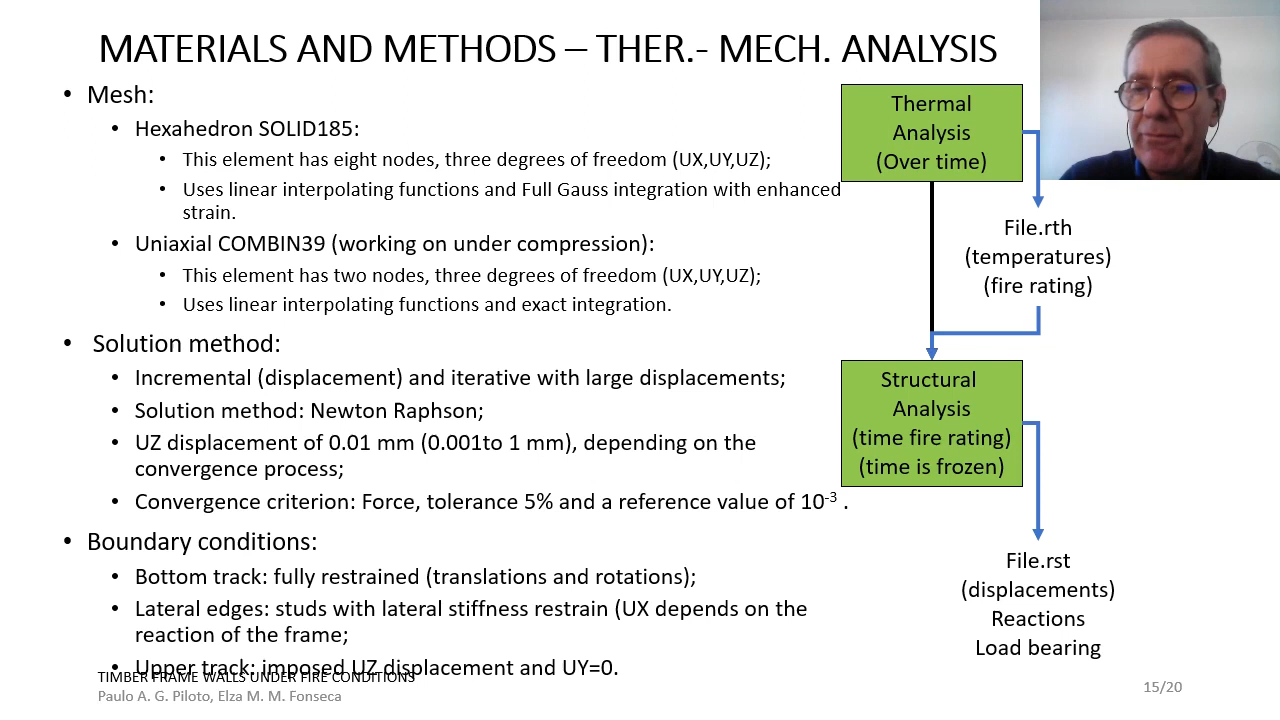 MATERIALS AND METHODS – THER.- MECH. ANALYSIS
• Mesh:
• Hexahedron SOLID185:
• This element has eight nodes, three degrees of freedom (UX,UY,UZ);
• Uses linear interpolating functions and Full Gauss integration with enhanced
strain.
• Uniaxial COMBIN39 (working on under compression):
• This element has two nodes, three degrees of freedom (UX,UY,UZ);
• Uses linear interpolating functions and exact integration.
• Solution method:
• Incremental (displacement) and iterative with large displacements;
• Solution method: Newton Raphson;
• UZ displacement of 0.01 mm (0.001to 1 mm), depending on the
convergence process;
• Convergence criterion: Force, tolerance 5% and a reference value of 10⁻³ .
• Boundary conditions:
• Bottom track: fully restrained (translations and rotations);
• Lateral edges: studs with lateral stiffness restrain (UX depends on the
reaction of the frame;
• Upper track: imposed UZ displacement and UY=0.
Thermal
Analysis
(Over time)
File.rth
(temperatures)
(fire rating)
Structural
Analysis
(time fire rating)
(time is frozen)
File.rst
(displacements)
Reactions
Load bearing
TIMBER FRAME WALLS UNDER FIRE CONDITIONS
Paulo A. G. Piloto, Elza M. M. Fonseca
15/20